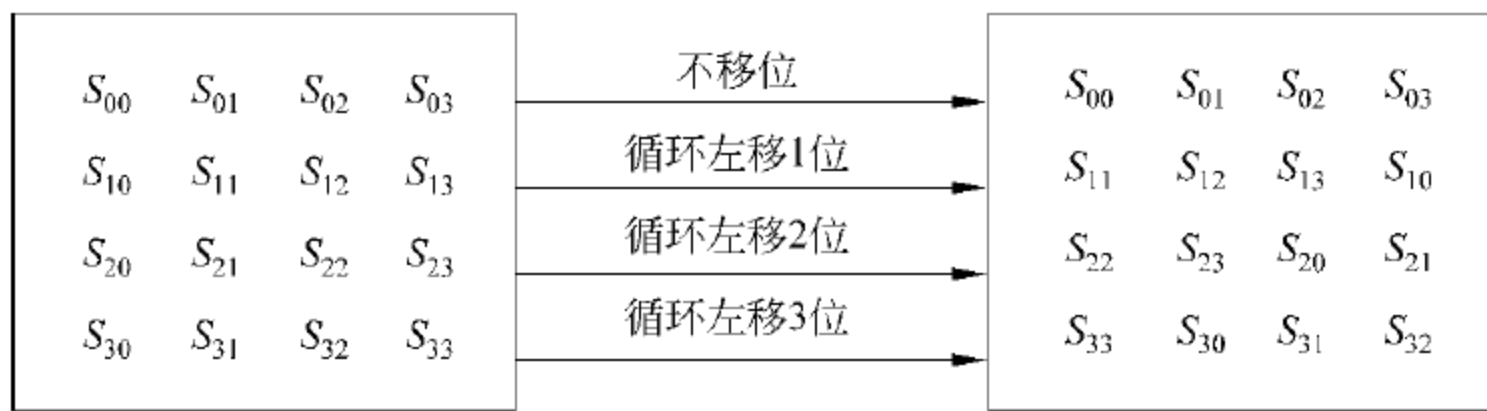 S00 S01 S02 S03 不移位 S00 S01 S02 S03
S10 S11 S12 S13 循环左移1位 S11 S12 S13 S10
S20 S21 S22 S23 循环左移2位 S22 S23 S20 S21
S30 S31 S32 S33 循环左移3位 S33 S30 S31 S32